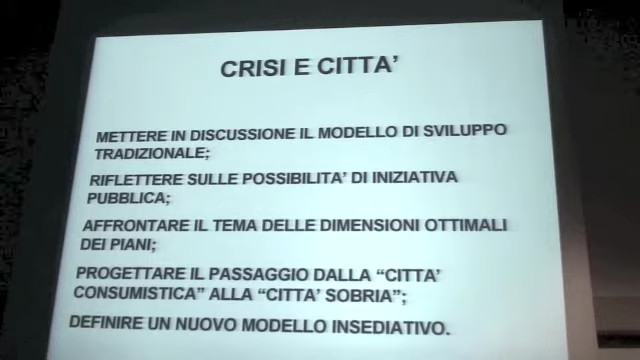 CRISI E CITTA'
METTERE IN DISCUSSIONE IL MODELLO DI SVILUPPO
TRADIZIONALE;
RIFLETTERE SULLE POSSIBILITA' DI INIZIATIVA
PUBBLICA;
AFFRONTARE IL TEMA DELLE DIMENSIONI OTTIMALI
DEI PIANI;
PROGETTARE IL PASSAGGIO DALLA “CITTA'
CONSUMISTICA” ALLA “CITTA' SOBRIA”;
DEFINIRE UN NUOVO MODELLO INSEDIATIVO.